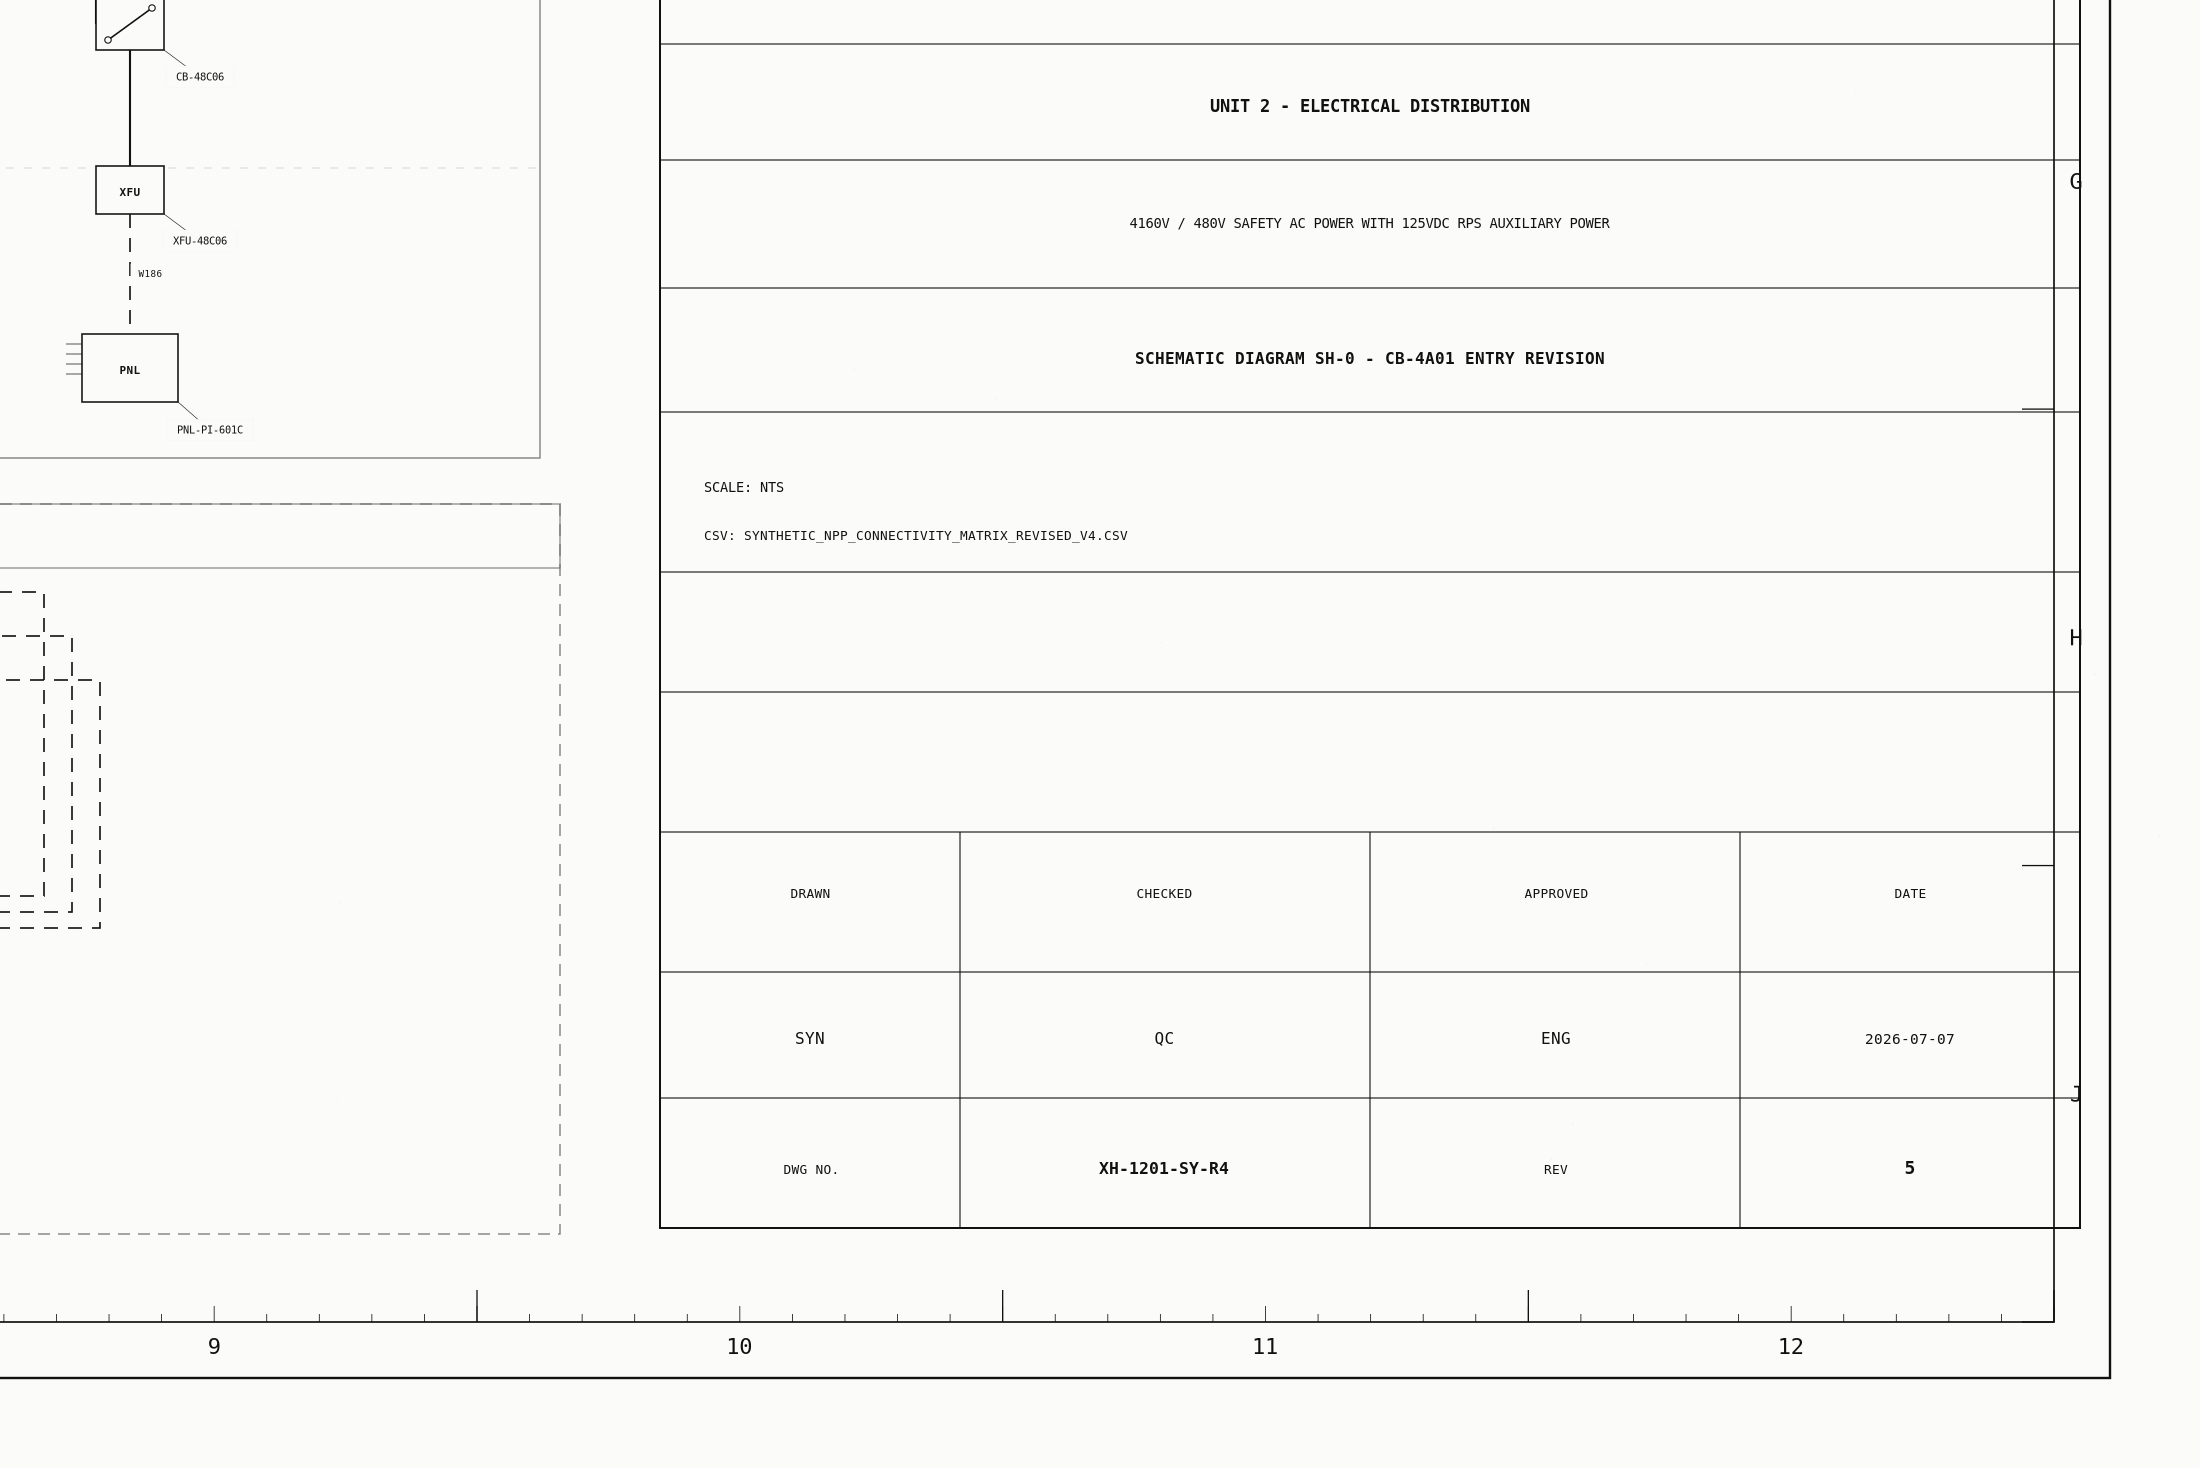 CB-48C06
XFU
XFU-48C06
W186
PNL
PNL-PI-601C
UNIT 2 - ELECTRICAL DISTRIBUTION
4160V / 480V SAFETY AC POWER WITH 125VDC RPS AUXILIARY POWER
SCHEMATIC DIAGRAM SH-0 - CB-4A01 ENTRY REVISION
SCALE: NTS
CSV: SYNTHETIC_NPP_CONNECTIVITY_MATRIX_REVISED_V4.CSV
DRAWN CHECKED APPROVED DATE
SYN QC ENG 2026-07-07
DWG NO. XH-1201-SY-R4 REV 5
G
H
J
9 10 11 12